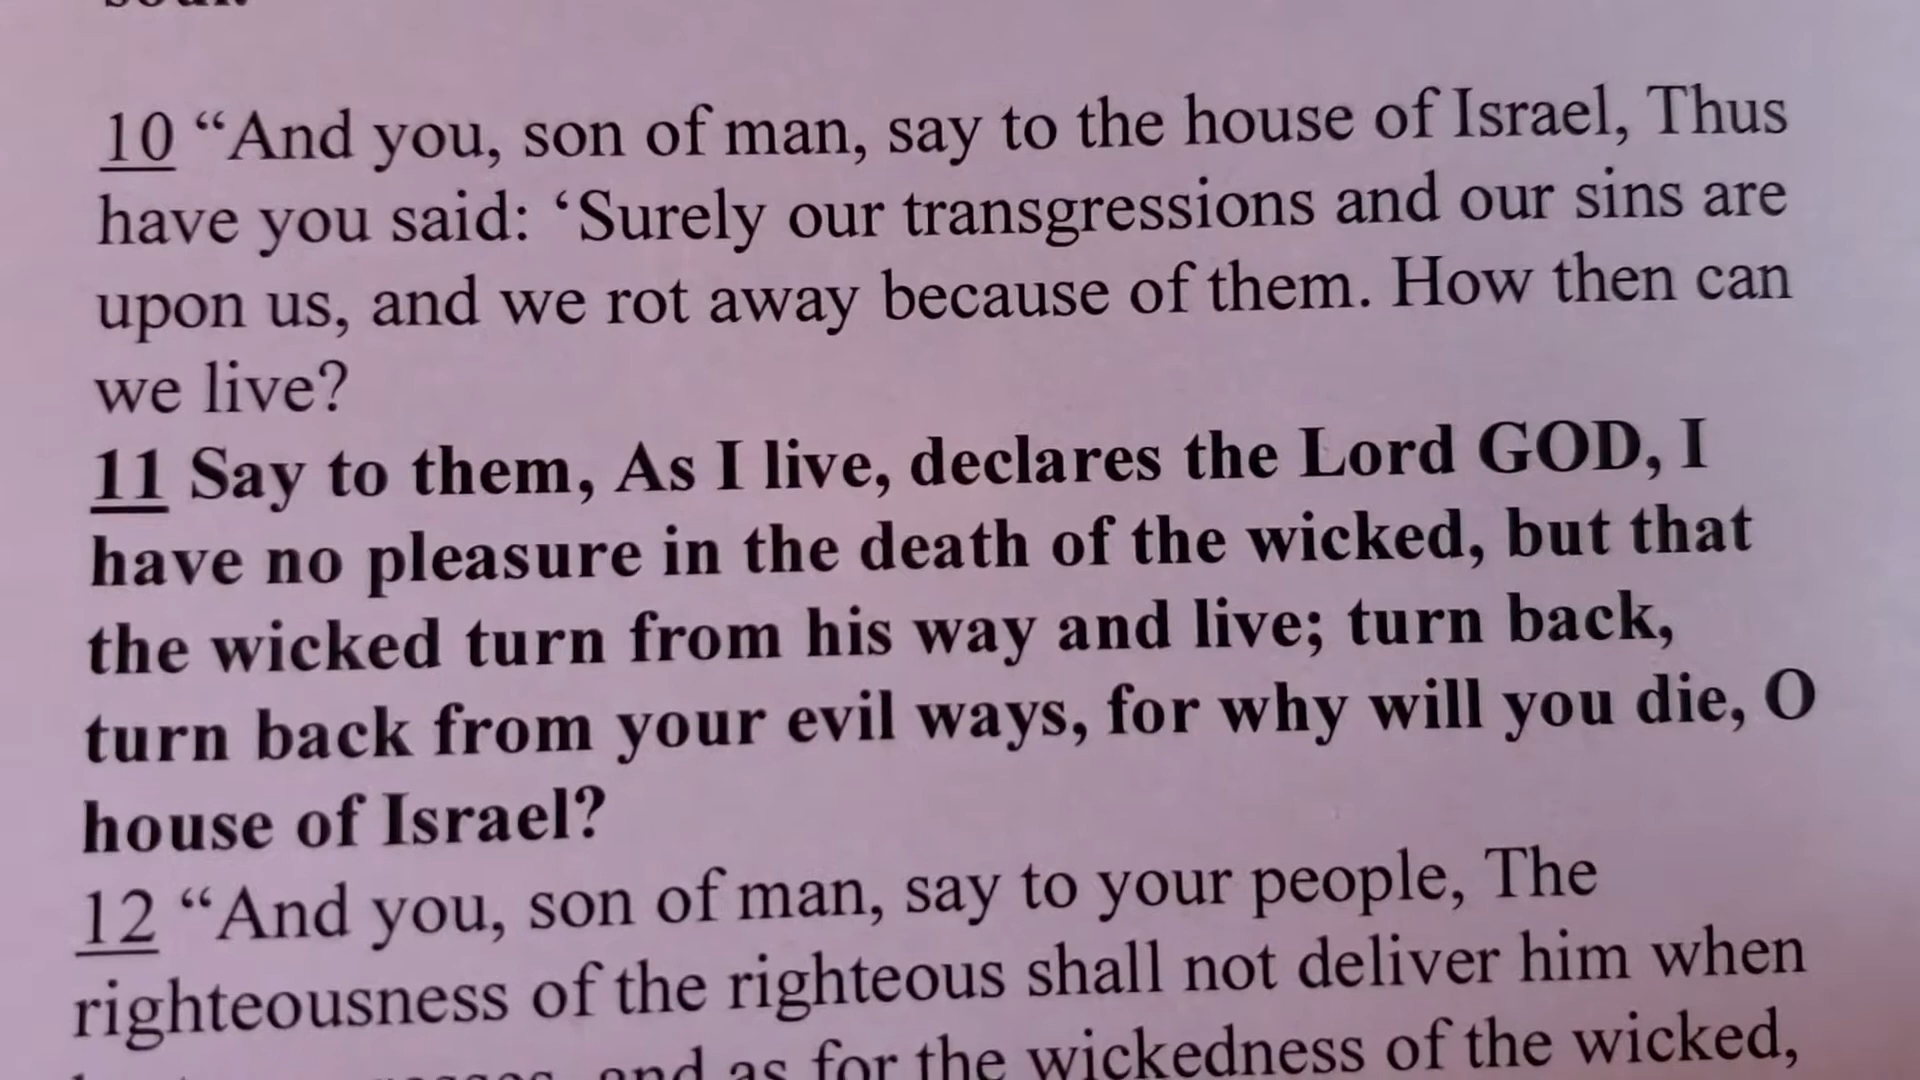 10 “And you, son of man, say to the house of Israel, Thus
have you said: ‘Surely our transgressions and our sins are
upon us, and we rot away because of them. How then can
we live?
11 Say to them, As I live, declares the Lord GOD, I
have no pleasure in the death of the wicked, but that
the wicked turn from his way and live; turn back,
turn back from your evil ways, for why will you die, O
house of Israel?
12 “And you, son of man, say to your people, The
righteousness of the righteous shall not deliver him when
and as for the wickedness of the wicked,